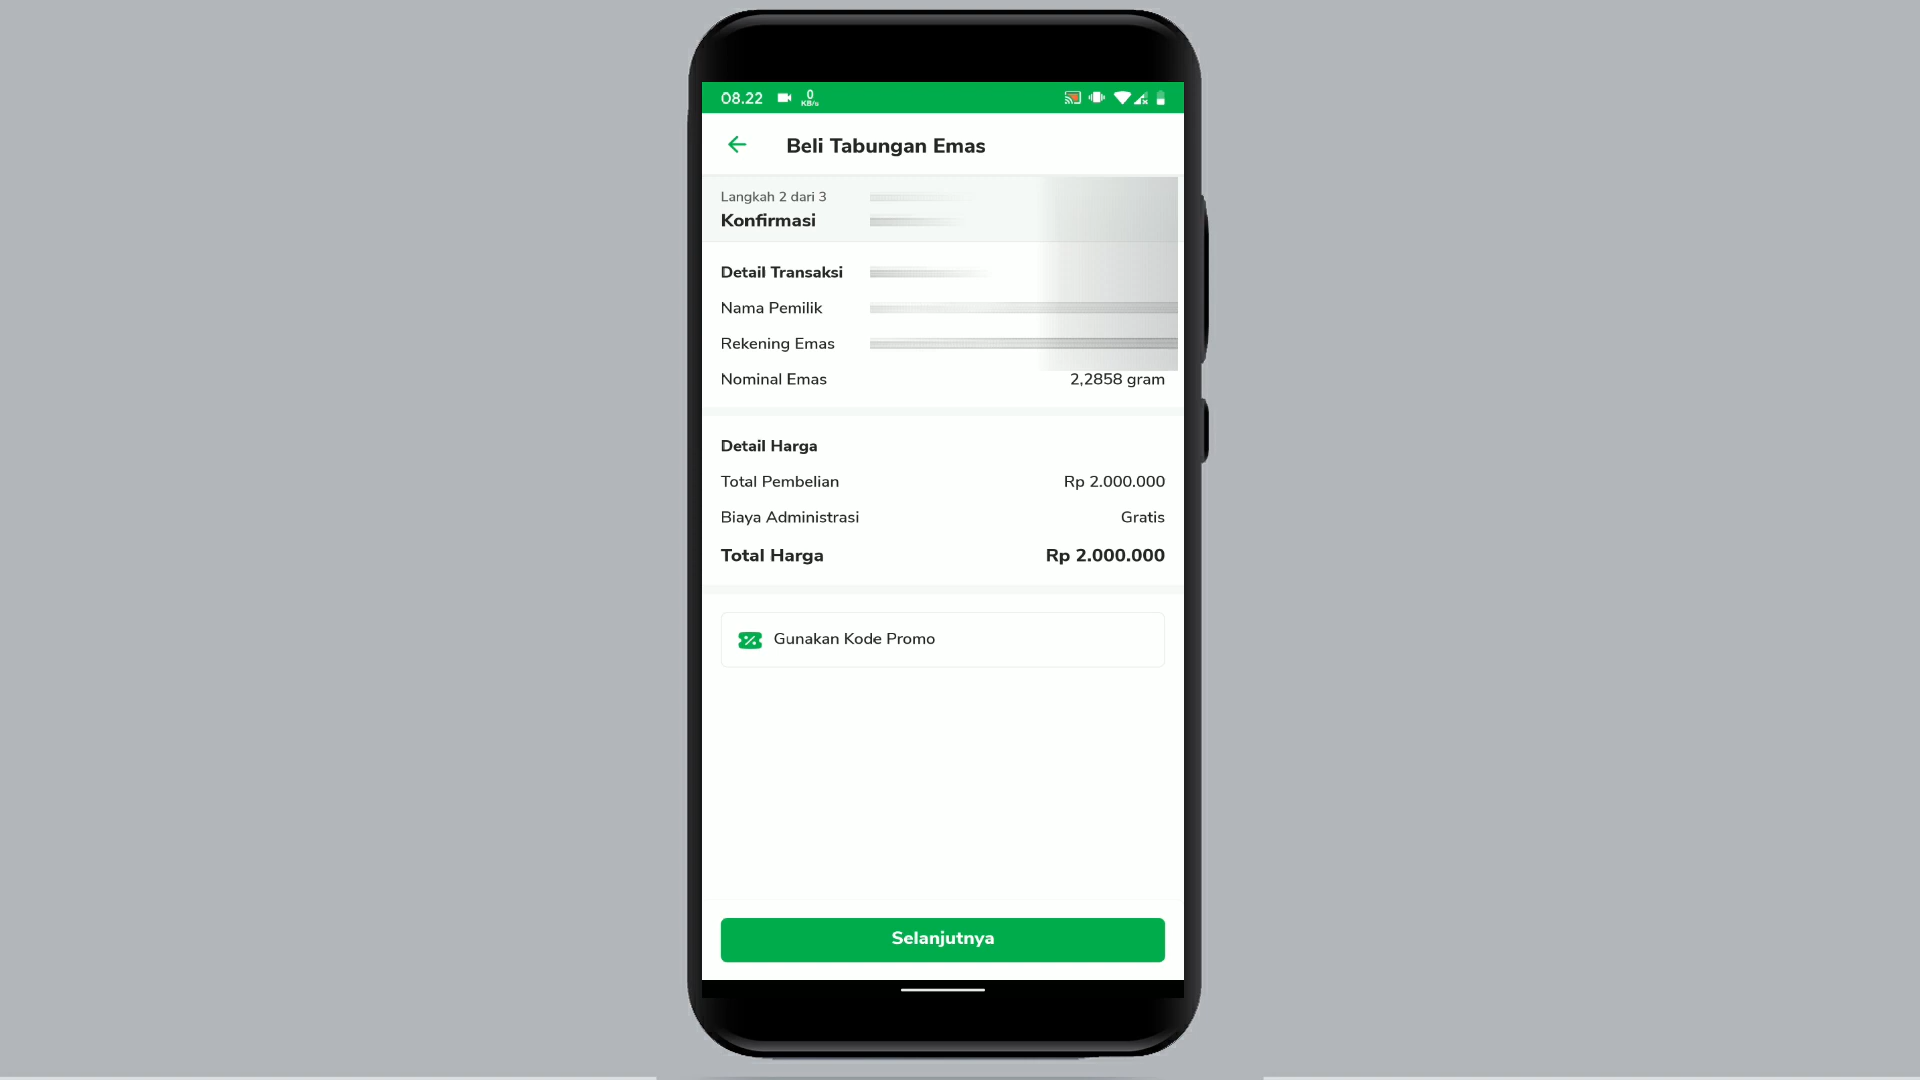 08.22
0
KB/s
Beli Tabungan Emas
Langkah 2 dari 3
Konfirmasi
Detail Transaksi
Nama Pemilik
Rekening Emas
Nominal Emas 2,2858 gram
Detail Harga
Total Pembelian Rp 2.000.000
Biaya Administrasi Gratis
Total Harga Rp 2.000.000
Gunakan Kode Promo
Selanjutnya